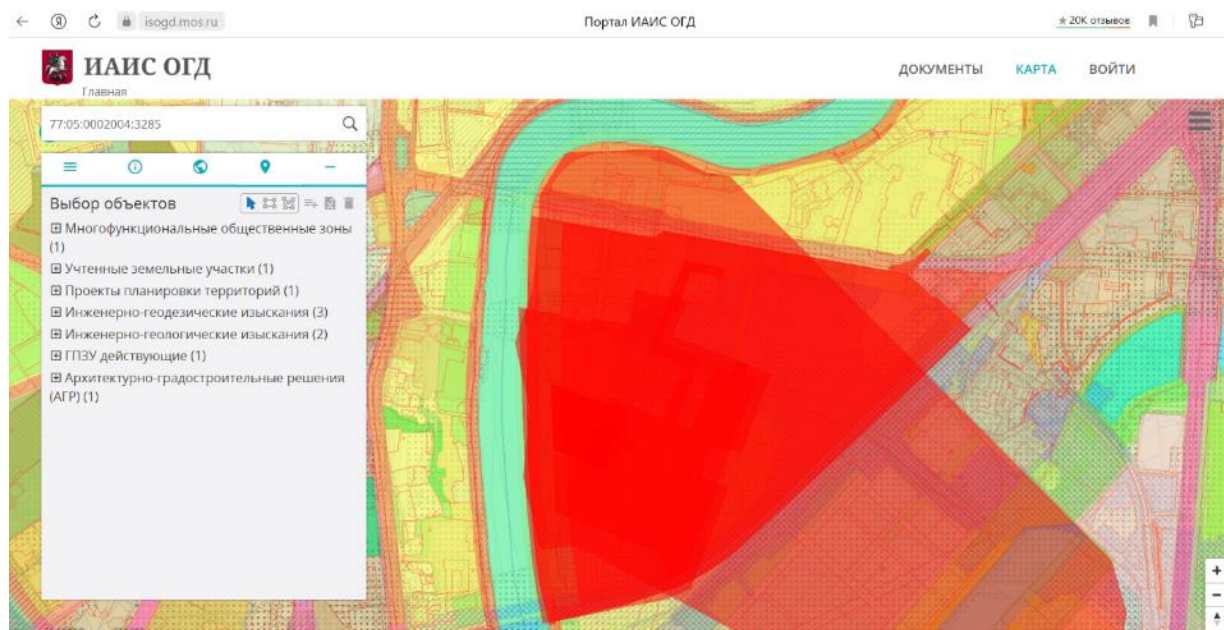 isogd.mos.ru
Портал ИАИС ОГД
20K отзывов
ИАИС ОГД
Главная
ДОКУМЕНТЫ
КАРТА
ВОЙТИ
77:05:0002004:3285
Выбор объектов
Многофункциональные общественные зоны
(1)
Учтенные земельные участки (1)
Проекты планировки территорий (1)
Инженерно-геодезические изыскания (3)
Инженерно-геологические изыскания (2)
ГПЗУ действующие (1)
Архитектурно-градостроительные решения
(АГР) (1)